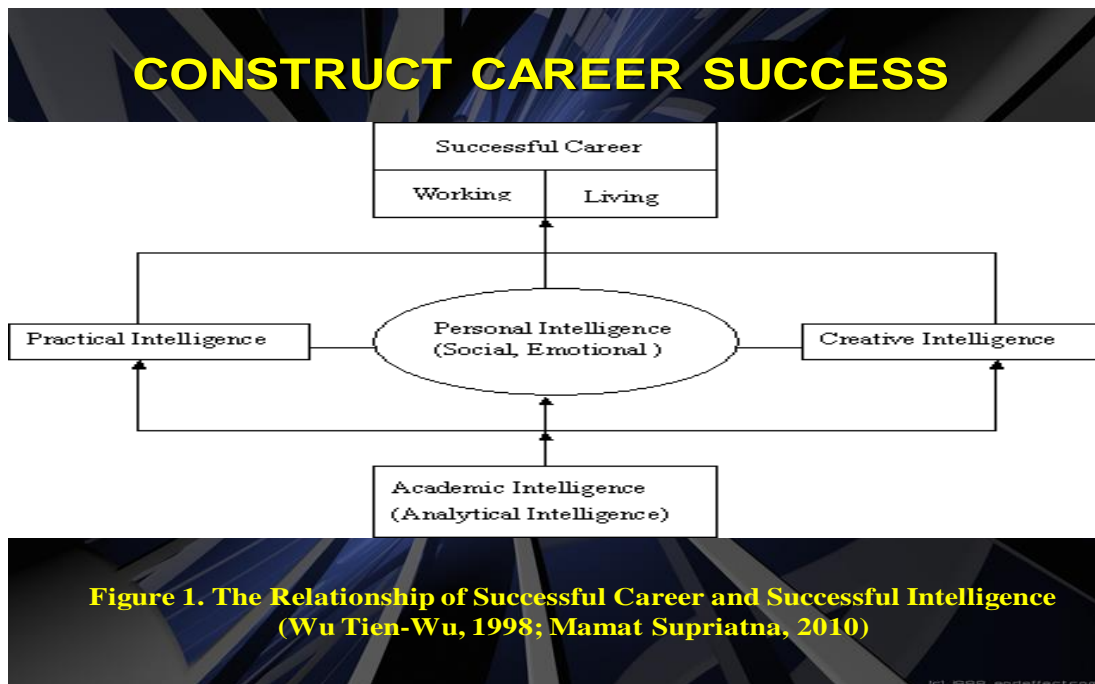 CONSTRUCT CAREER SUCCESS
Successful Career
Working
Living
Practical Intelligence
Personal Intelligence
(Social, Emotional )
Creative Intelligence
Academic Intelligence
(Analytical Intelligence)
Figure 1. The Relationship of Successful Career and Successful Intelligence
(Wu Tien-Wu, 1998; Mamat Supriatna, 2010)